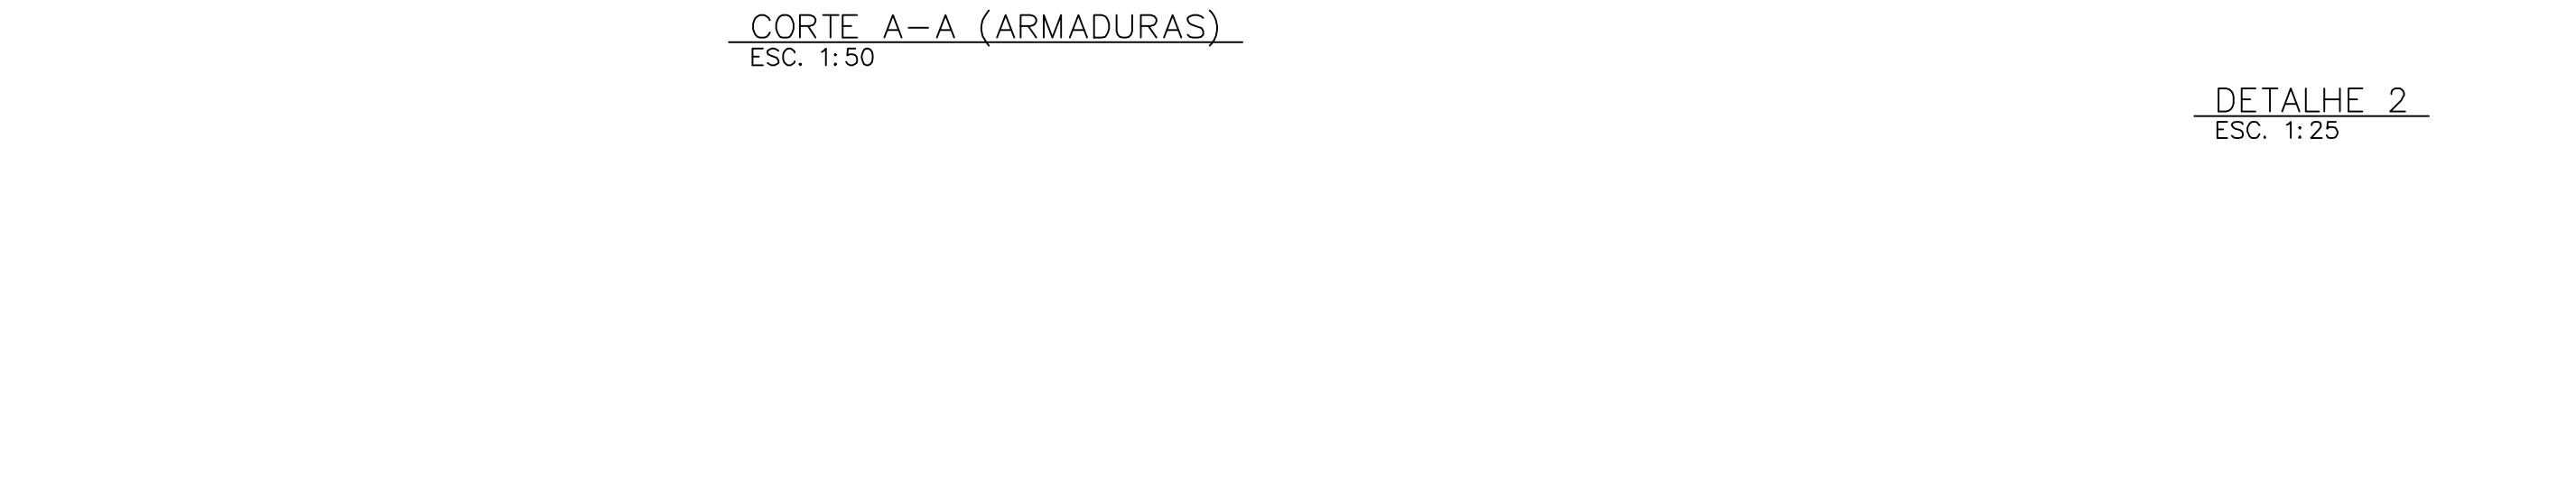 CORTE A-A (ARMADURAS)
ESC. 1:50
DETALHE 2
ESC. 1:25